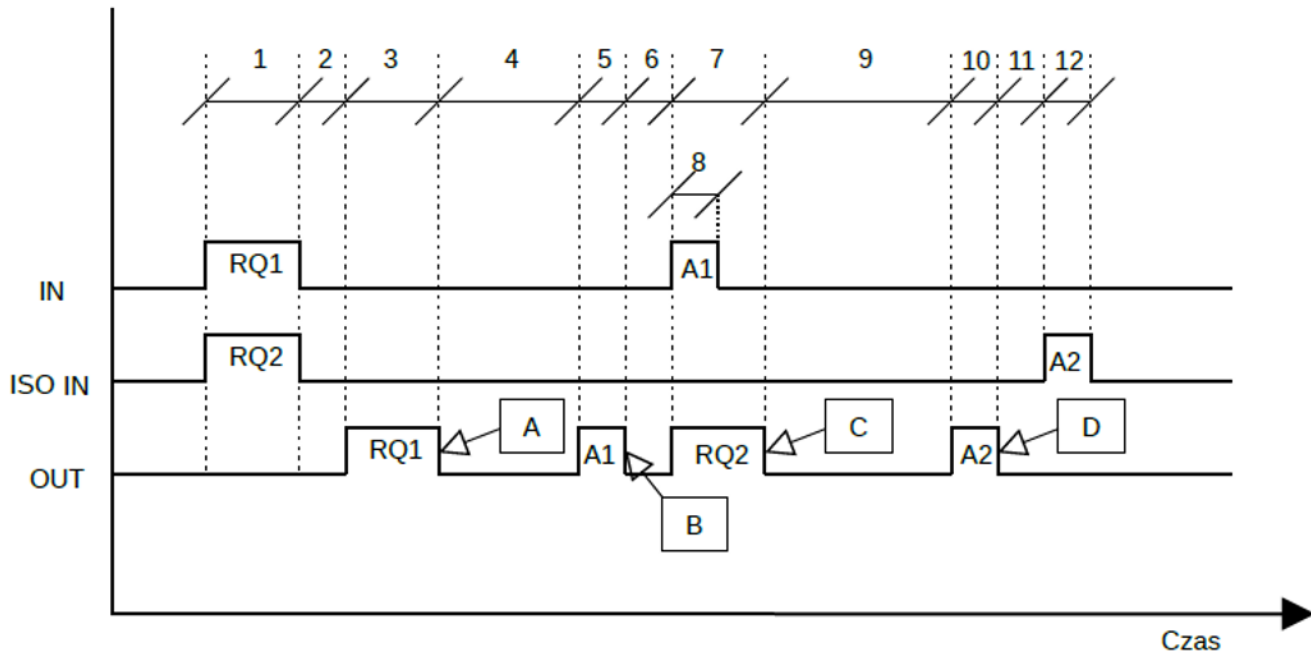 1 2 3 4 5 6 7 9 10 11 12
8
IN RQ1 A1
ISO IN RQ2 A2
OUT RQ1 A A1 RQ2 C A2 D
B
Czas